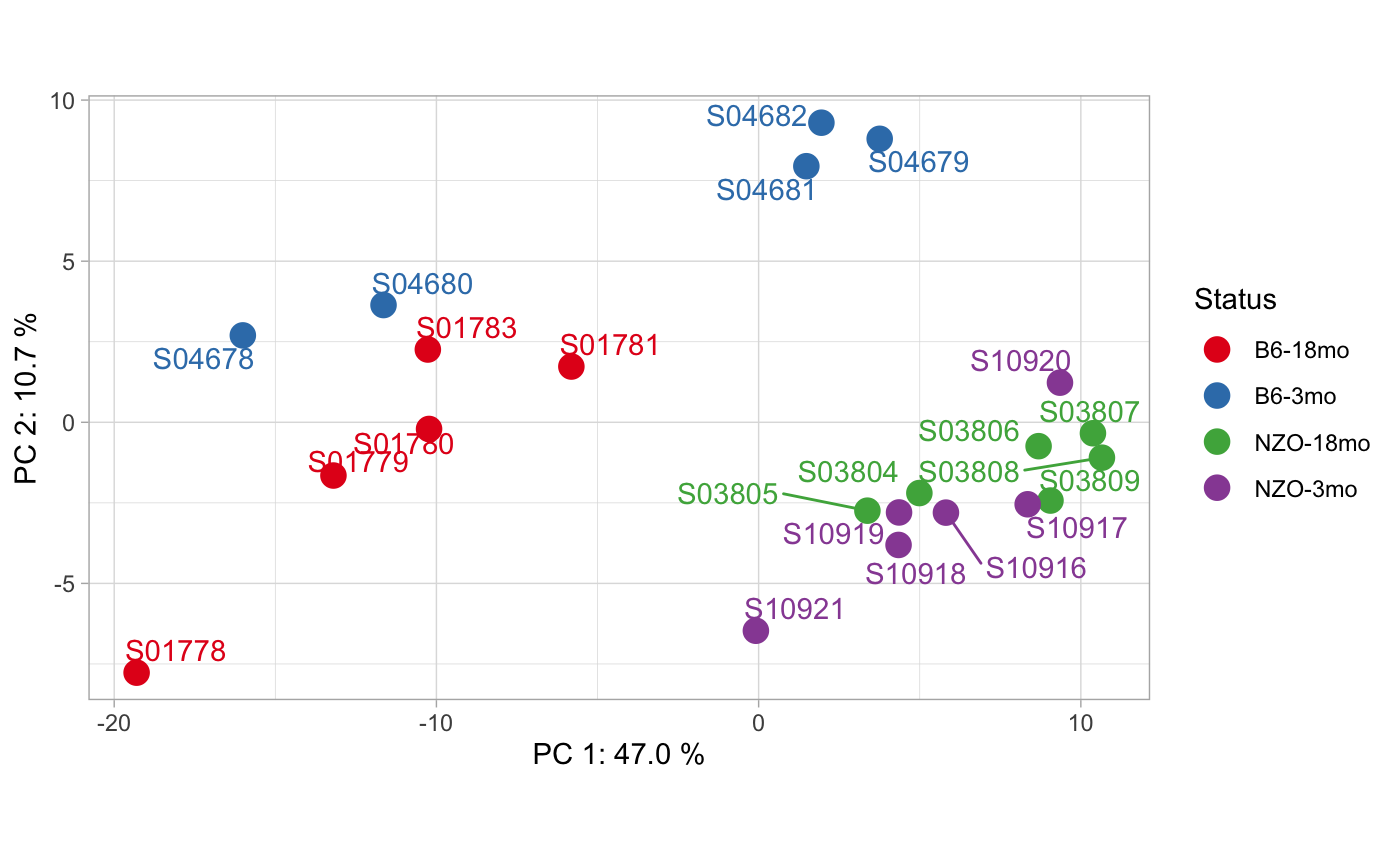 10
5
0
-5
PC 2: 10.7 %
S04682
S04679
S04681
S04680
S04678
S01783
S01781
S01780
S01779
S01778
S10920
S03807
S03806
S03804
S03808
S03809
S03805
S10919
S10917
S10918
S10916
S10921
-20
-10
0
10
PC 1: 47.0 %
Status
B6-18mo
B6-3mo
NZO-18mo
NZO-3mo